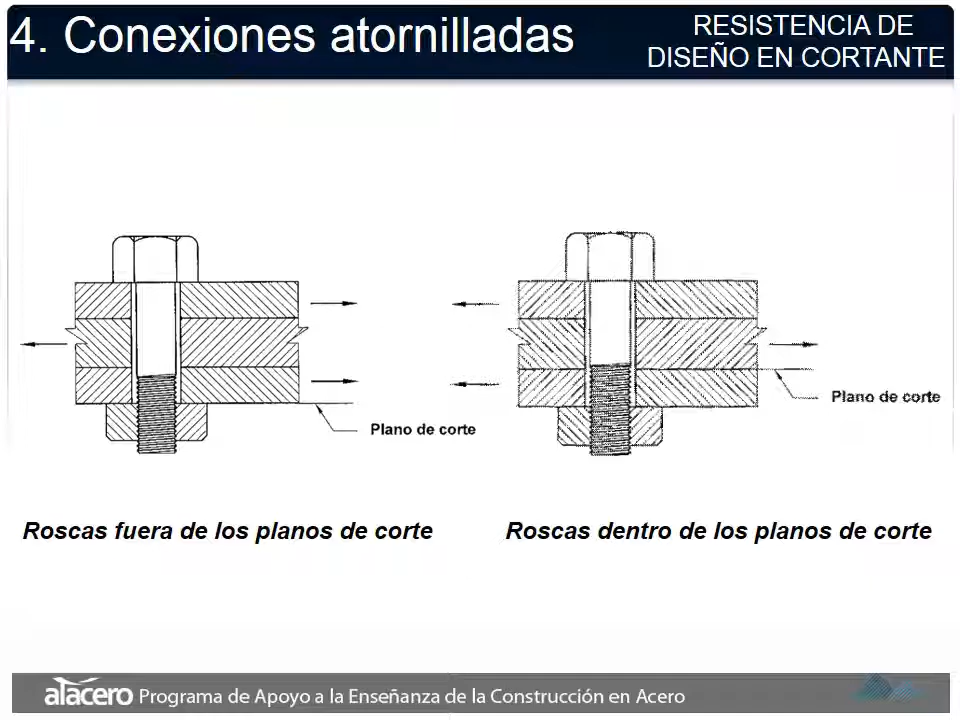 4. Conexiones atornilladas
RESISTENCIA DE
DISEÑO EN CORTANTE
Plano de corte
Plano de corte
Roscas fuera de los planos de corte
Roscas dentro de los planos de corte
alacero Programa de Apoyo a la Enseñanza de la Construcción en Acero